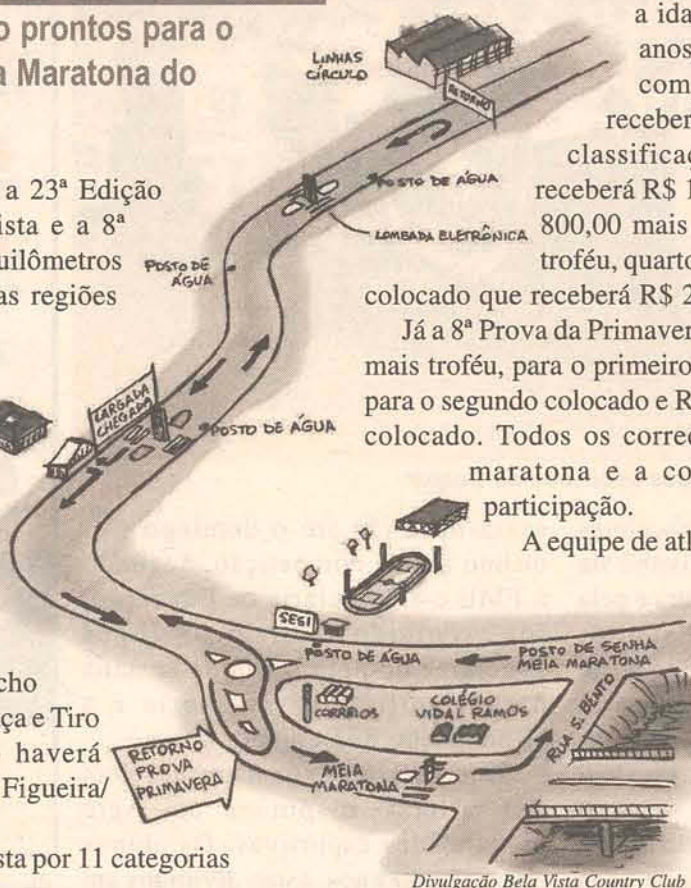 o prontos para o
a Maratona do
a 23ª Edição
ista e a 8ª
uilômetros
as regiões
cho
ça e Tiro
haverá
Figueira/
sta por 11 categorias
a ida
anos
com
receber
classificad
receberá R$ 1
800,00 mais
troféu, quarto
colocado que receberá R$ 2
Já a 8ª Prova da Primaver
mais troféu, para o primeiro
para o segundo colocado e R
colocado. Todos os corred
maratona e a co
participação.
A equipe de atl
LINHAS
CÍRCULO
RETORNO
POSTO DE ÁGUA
LOMBADA ELETRÔNICA
POSTO DE
ÁGUA
LARGADA
CHEGADA
POSTO DE ÁGUA
SESI
POSTO DE ÁGUA
POSTO DE SENHA
MEIA MARATONA
CORREIOS
COLÉGIO
VIDAL RAMOS
RUA S. BENTO
RETORNO
PROVA
PRIMAVERA
MEIA
MARATONA
Divulgação Bela Vista Country Club